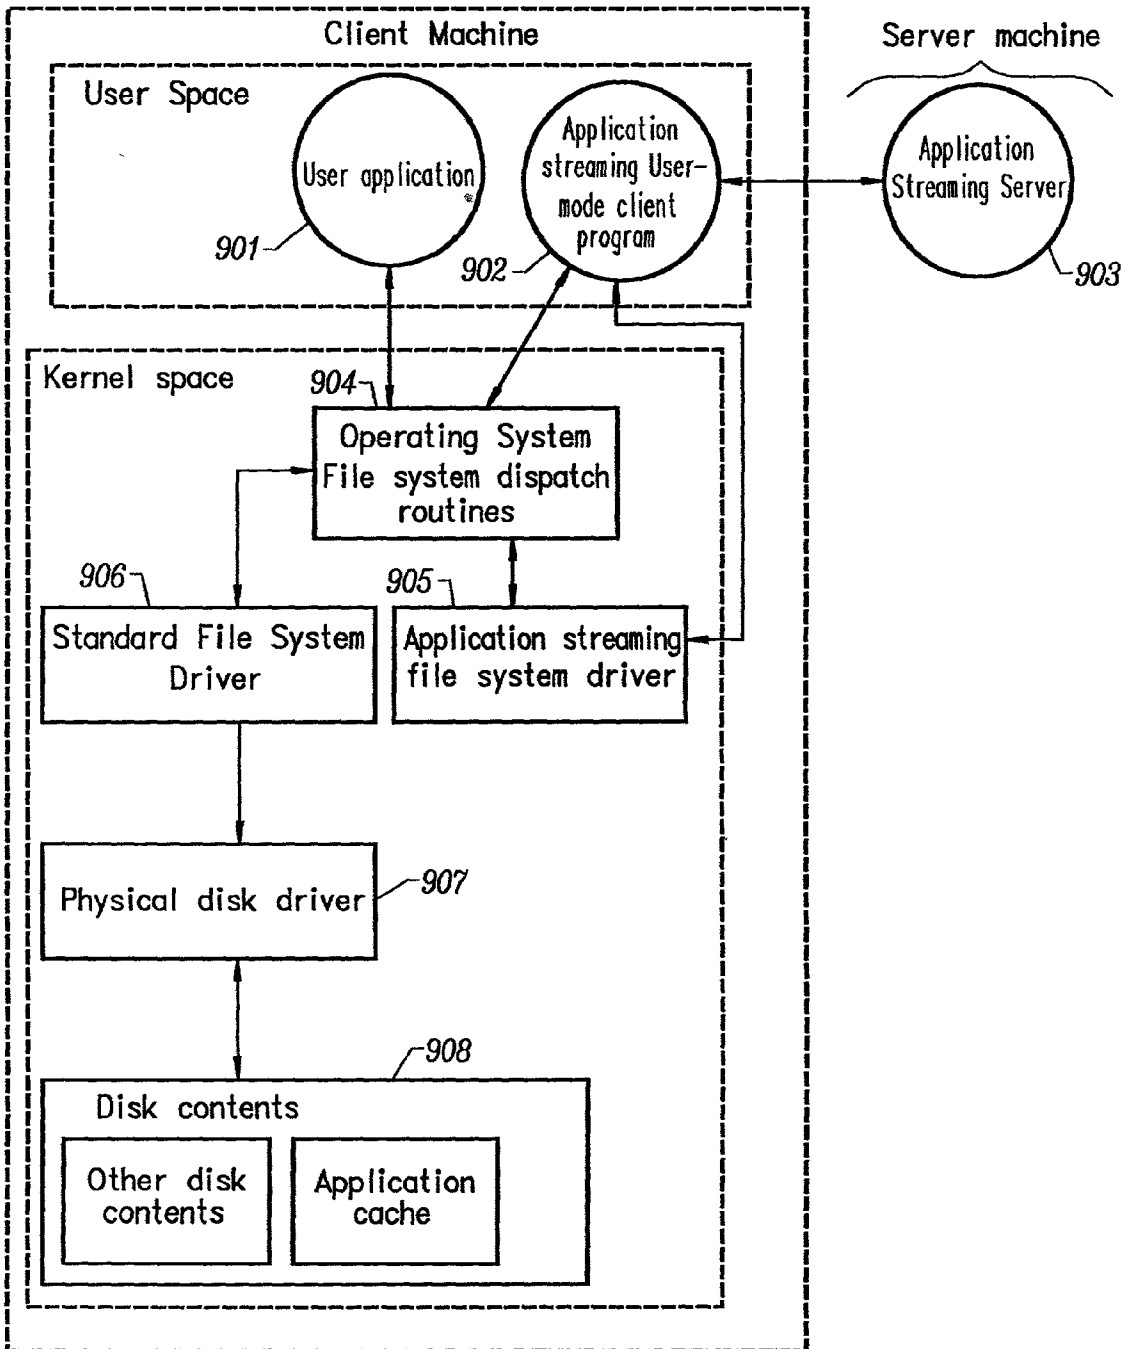 Client Machine
Server machine
User Space
User application
Application
streaming User-
mode client
program
Application
Streaming Server
901
902
903
Kernel space
904
Operating System
File system dispatch
routines
906
905
Standard File System
Driver
Application streaming
file system driver
Physical disk driver
907
908
Disk contents
Other disk
contents
Application
cache